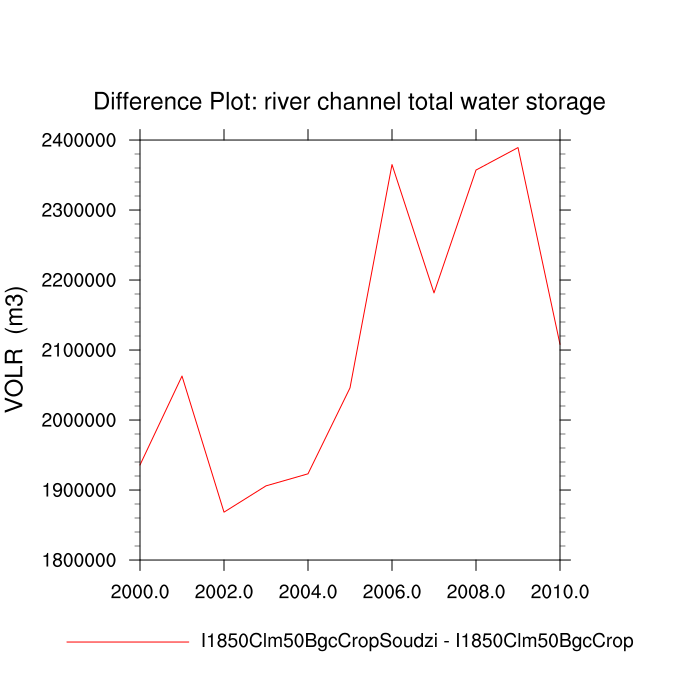 Difference Plot: river channel total water storage
2400000
2300000
2200000
2100000
2000000
1900000
1800000
VOLR (m3)
2000.0 2002.0 2004.0 2006.0 2008.0 2010.0
I1850Clm50BgcCropSoudzi - I1850Clm50BgcCrop